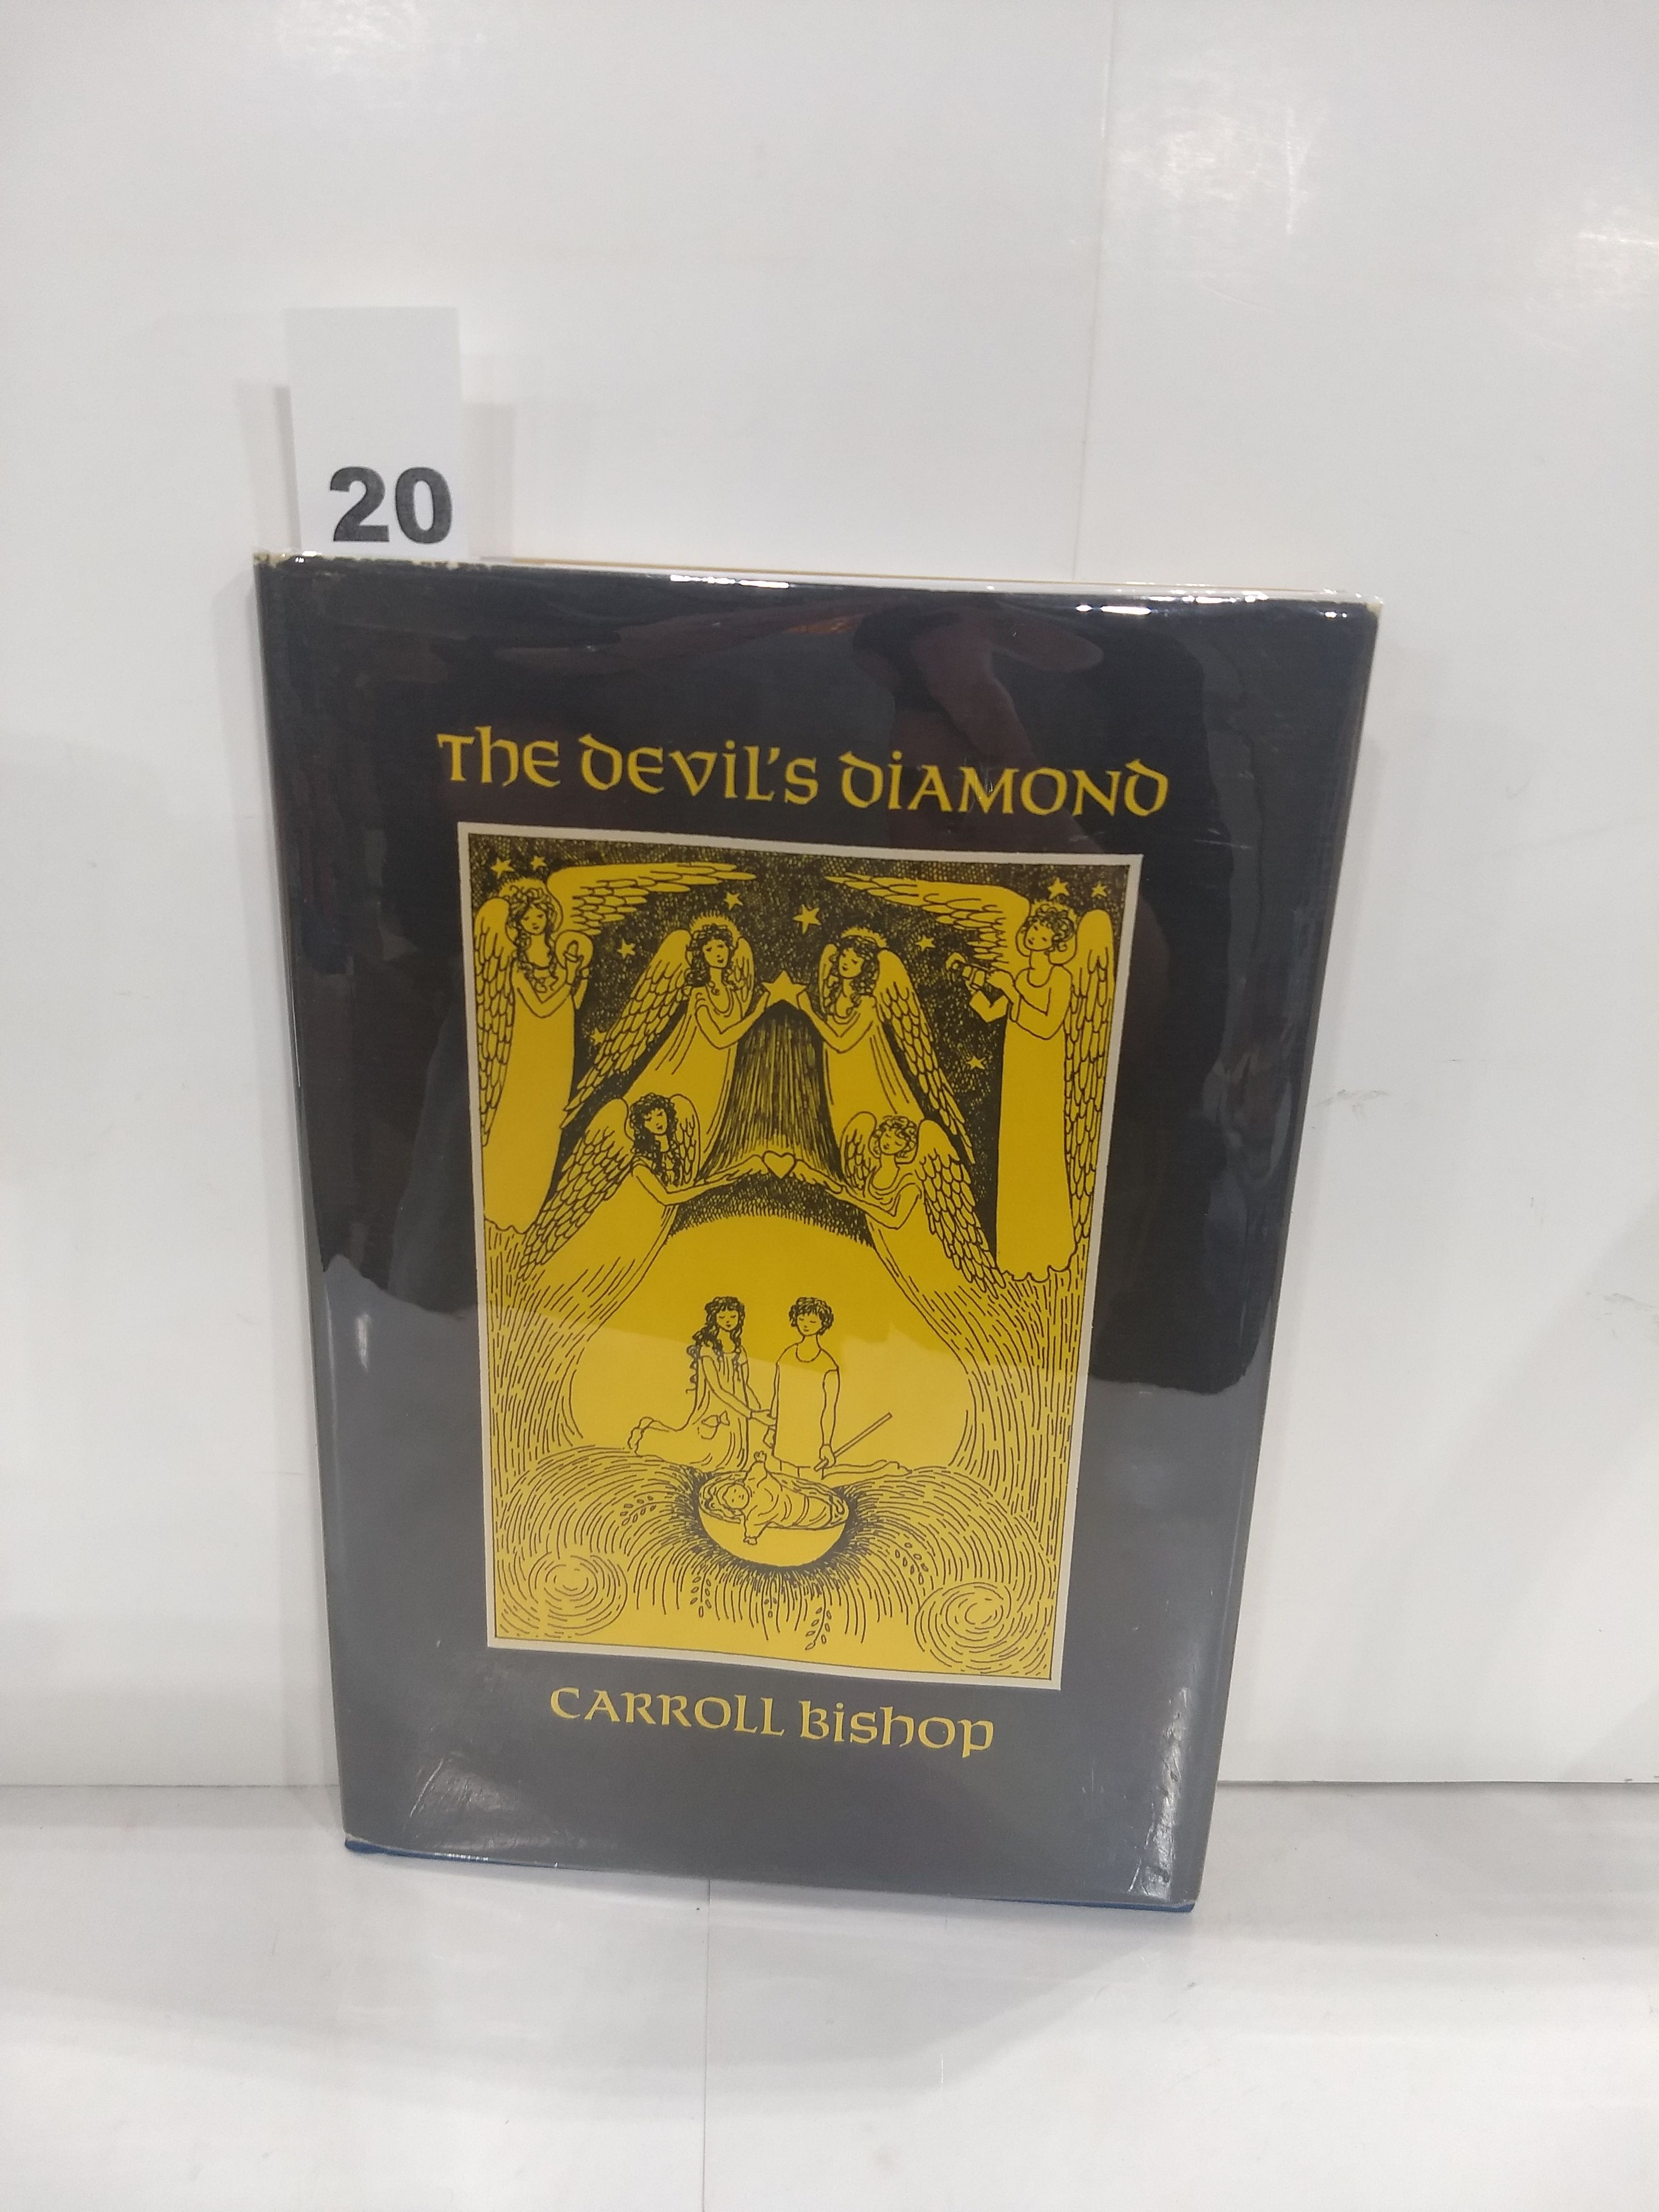 20
The Devil's Diamond
Carroll Bishop